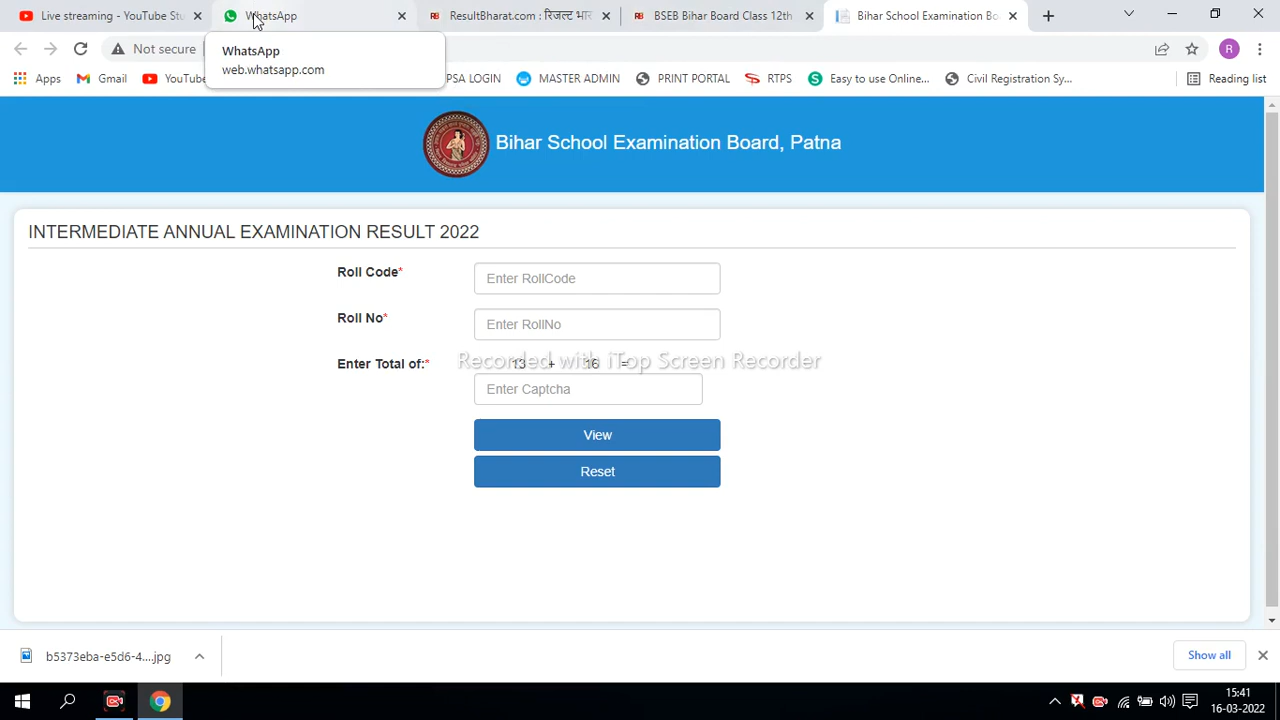 Live streaming - YouTube Stu
WhatsApp
ResultBharat.com : रिजल्ट भार
BSEB Bihar Board Class 12th
Bihar School Examination Bo
Not secure
R
WhatsApp
web.whatsapp.com
Apps
Gmail
YouTube
PSA LOGIN
MASTER ADMIN
PRINT PORTAL
RTPS
Easy to use Online...
Civil Registration Sy...
Reading list
Bihar School Examination Board, Patna
INTERMEDIATE ANNUAL EXAMINATION RESULT 2022
Roll Code*
Enter RollCode
Roll No*
Enter RollNo
Enter Total of:* 13 + 16 =
Recorded with iTop Screen Recorder
Enter Captcha
View
Reset
b5373eba-e5d6-4....jpg
Show all
15:41
16-03-2022